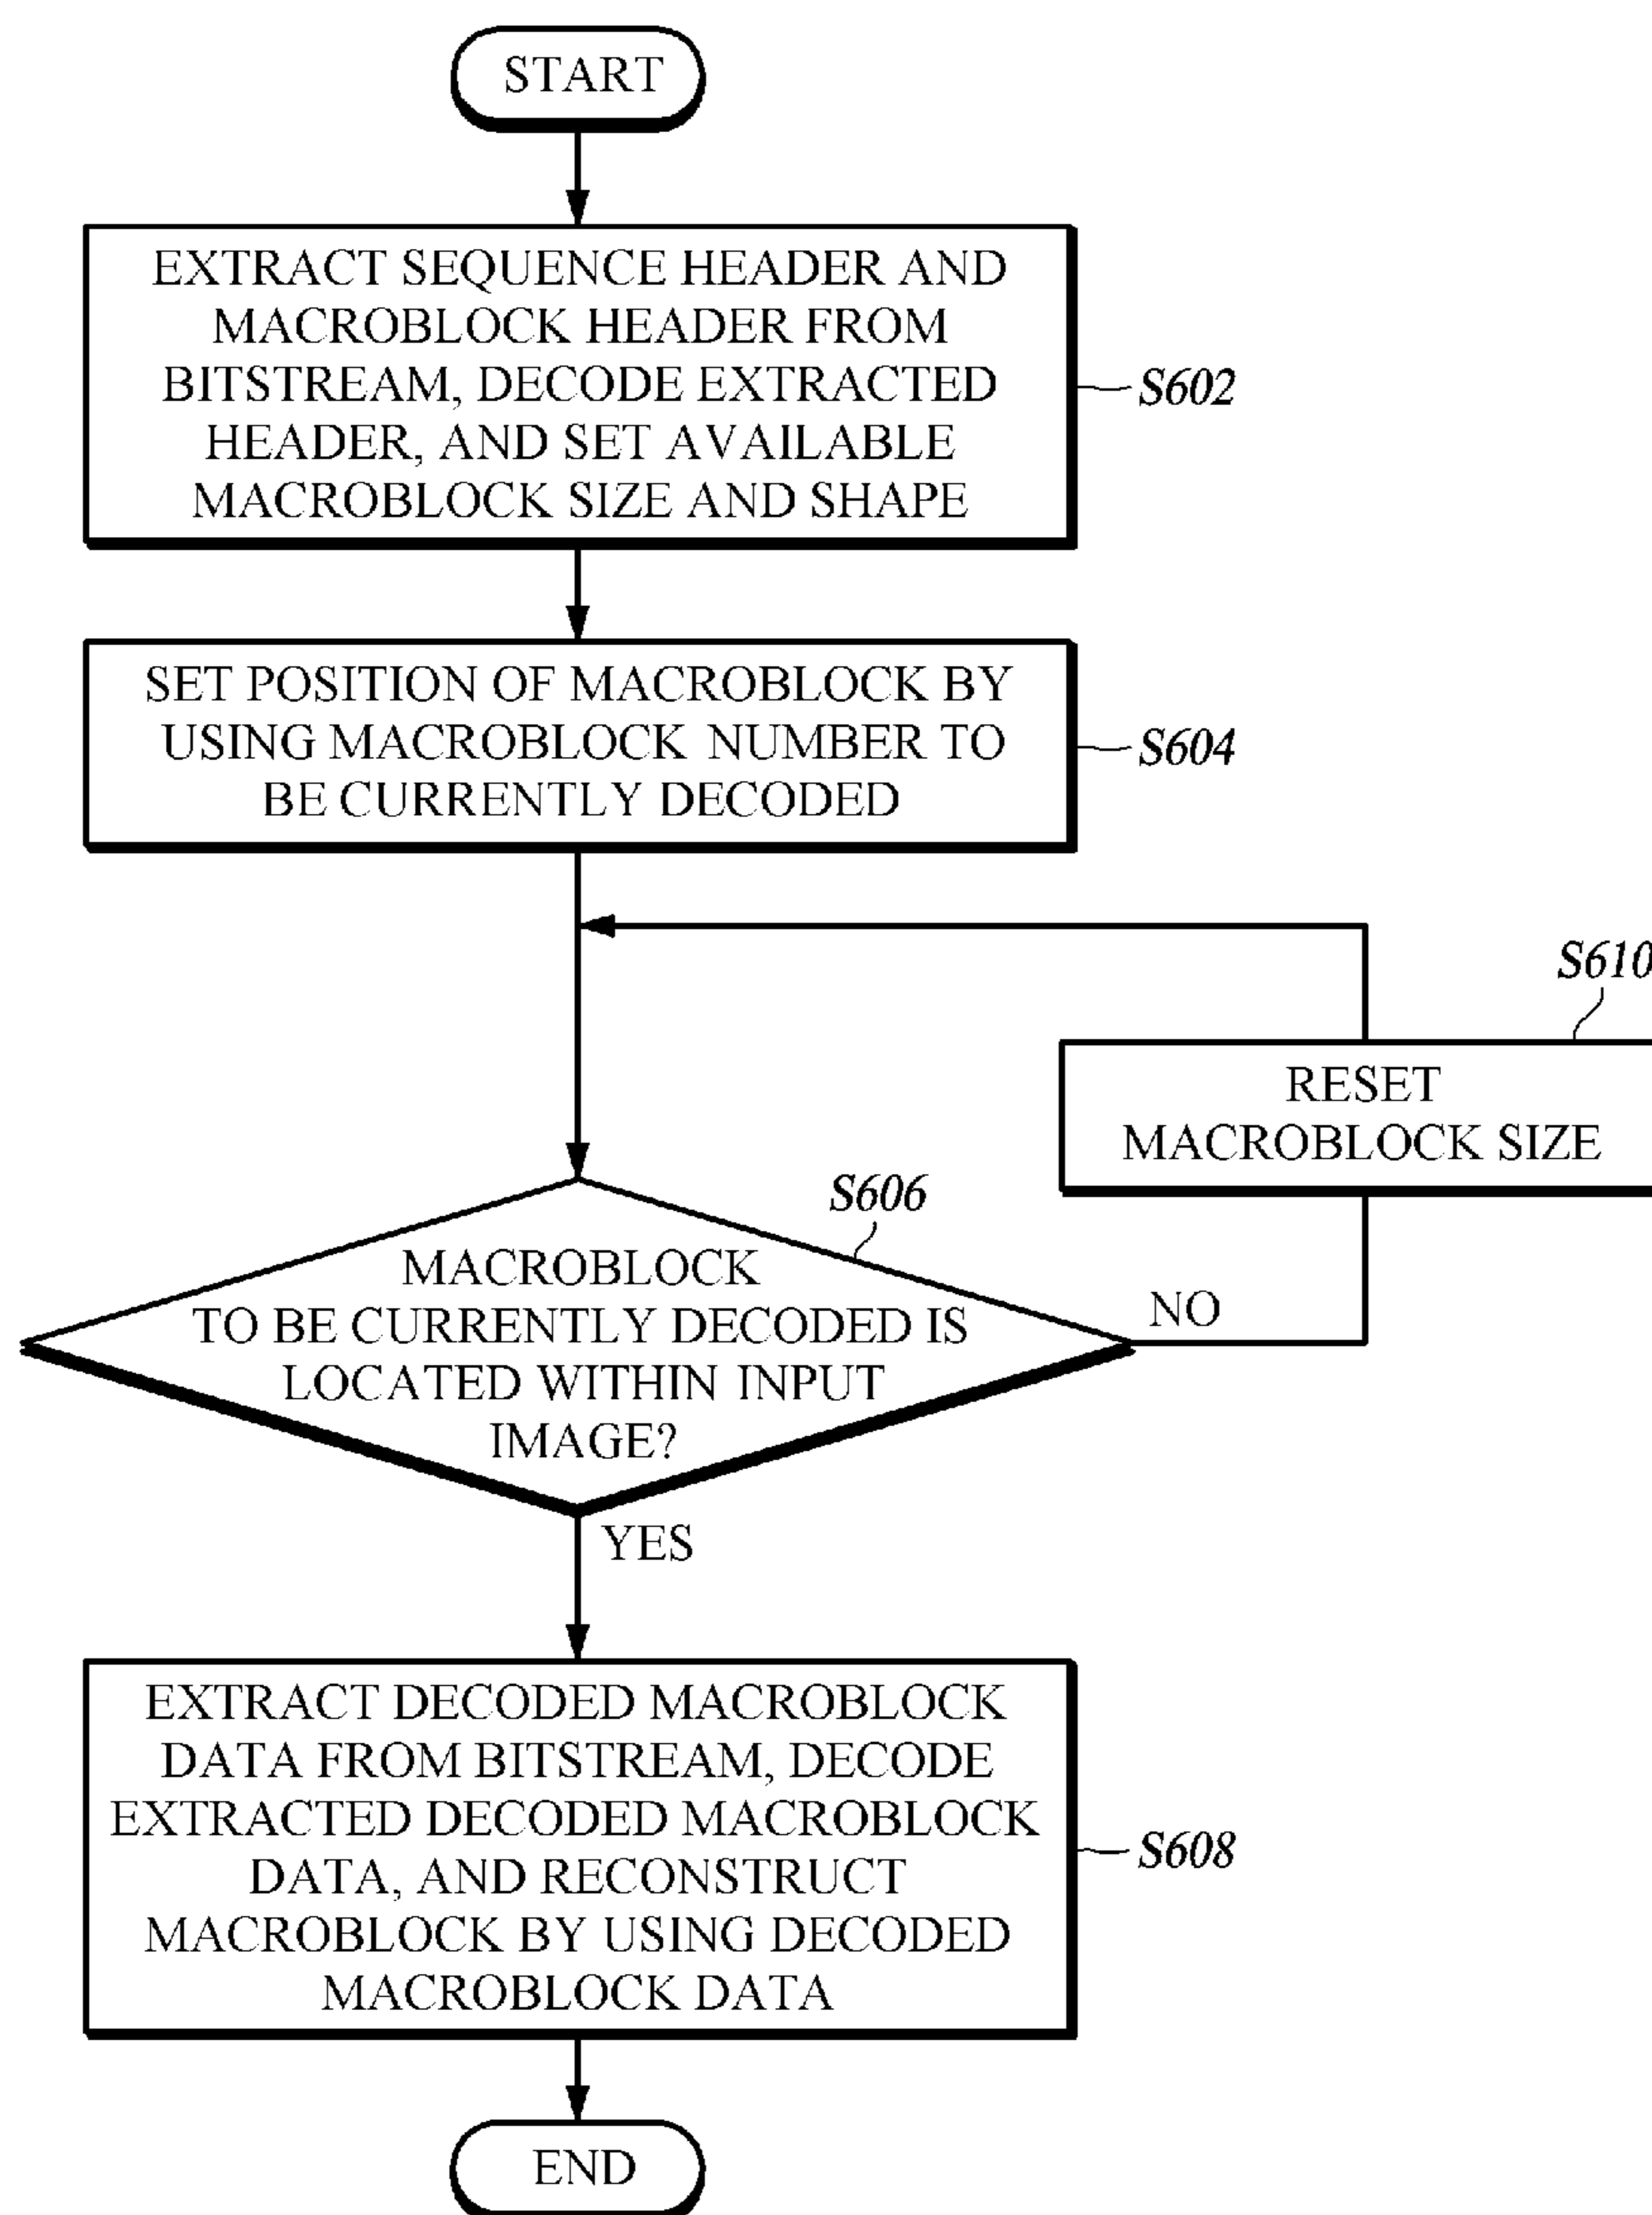 START
EXTRACT SEQUENCE HEADER AND
MACROBLOCK HEADER FROM
BITSTREAM, DECODE EXTRACTED
HEADER, AND SET AVAILABLE
MACROBLOCK SIZE AND SHAPE
S602
SET POSITION OF MACROBLOCK BY
USING MACROBLOCK NUMBER TO
BE CURRENTLY DECODED
S604
S610
RESET
MACROBLOCK SIZE
S606
MACROBLOCK
TO BE CURRENTLY DECODED IS
LOCATED WITHIN INPUT
IMAGE?
NO
YES
EXTRACT DECODED MACROBLOCK
DATA FROM BITSTREAM, DECODE
EXTRACTED DECODED MACROBLOCK
DATA, AND RECONSTRUCT
MACROBLOCK BY USING DECODED
MACROBLOCK DATA
S608
END